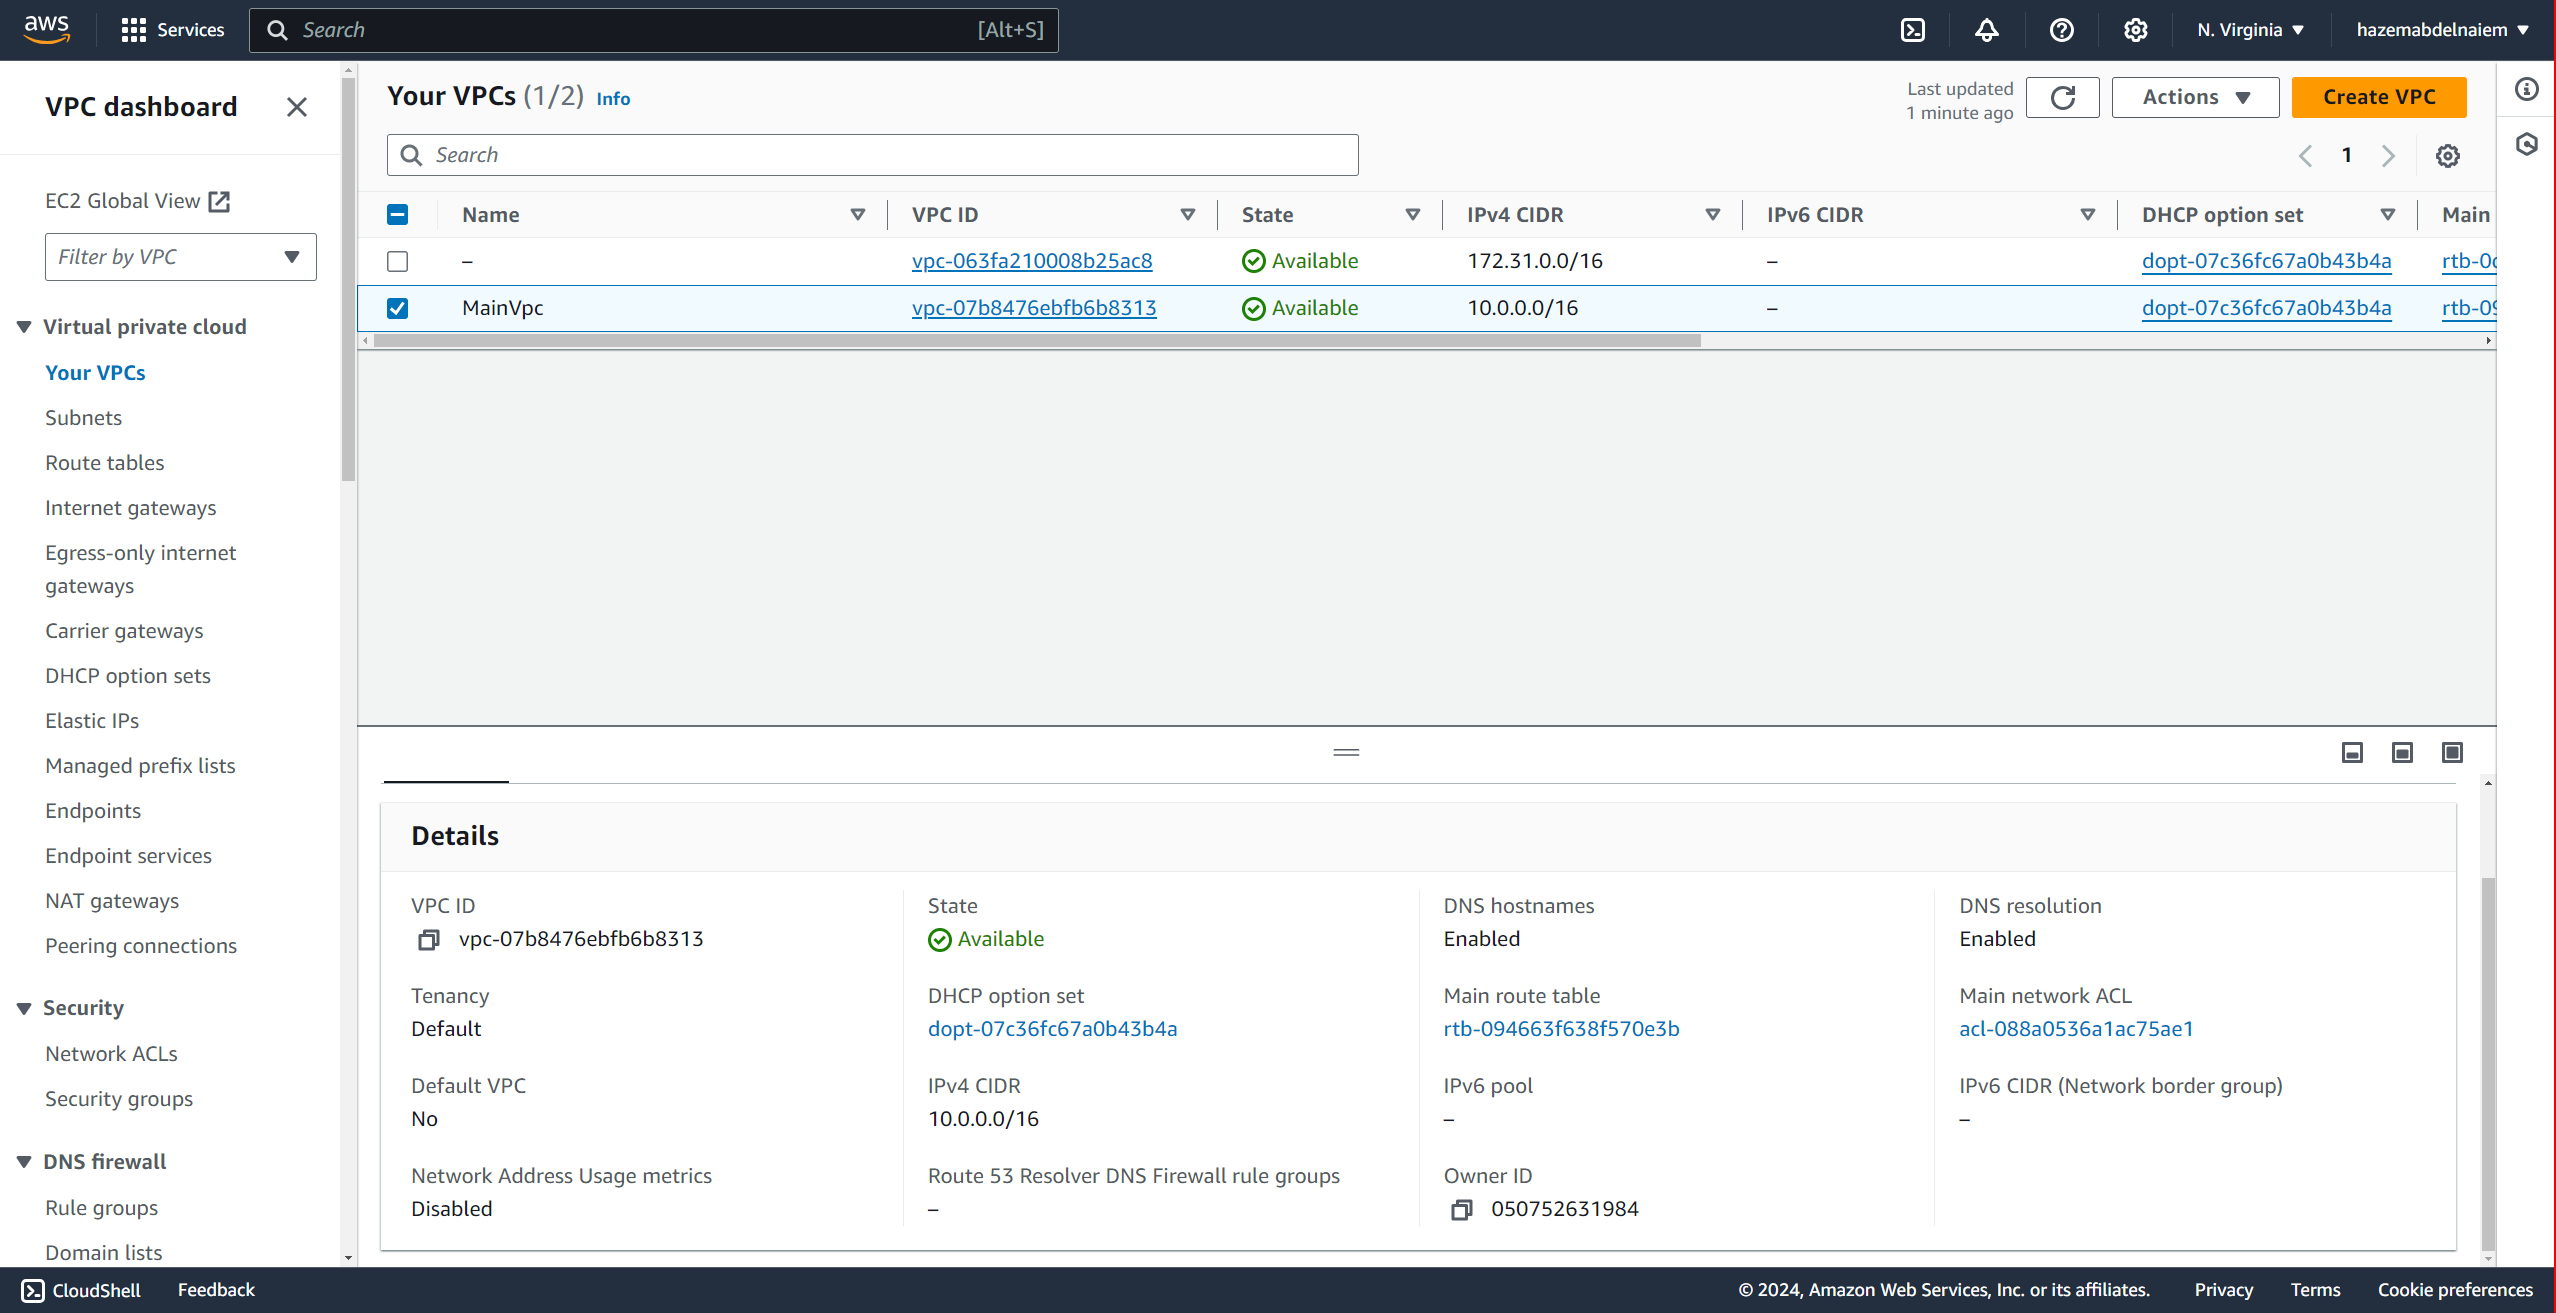 aws
Services
Search
[Alt+S]
N. Virginia
hazemabdelnaiem
VPC dashboard
EC2 Global View
Filter by VPC
Virtual private cloud
Your VPCs
Subnets
Route tables
Internet gateways
Egress-only internet
gateways
Carrier gateways
DHCP option sets
Elastic IPs
Managed prefix lists
Endpoints
Endpoint services
NAT gateways
Peering connections
Security
Network ACLs
Security groups
DNS firewall
Rule groups
Domain lists
Your VPCs (1/2) Info
Last updated
1 minute ago
Actions
Create VPC
Search
1
Name VPC ID State IPv4 CIDR IPv6 CIDR DHCP option set Main
– vpc-063fa210008b25ac8 Available 172.31.0.0/16 – dopt-07c36fc67a0b43b4a rtb-0
MainVpc vpc-07b8476ebfb6b8313 Available 10.0.0.0/16 – dopt-07c36fc67a0b43b4a rtb-09
Details
VPC ID
vpc-07b8476ebfb6b8313
State
Available
DNS hostnames
Enabled
DNS resolution
Enabled
Tenancy
Default
DHCP option set
dopt-07c36fc67a0b43b4a
Main route table
rtb-094663f638f570e3b
Main network ACL
acl-088a0536a1ac75ae1
Default VPC
No
IPv4 CIDR
10.0.0.0/16
IPv6 pool
–
IPv6 CIDR (Network border group)
–
Network Address Usage metrics
Disabled
Route 53 Resolver DNS Firewall rule groups
–
Owner ID
050752631984
CloudShell
Feedback
© 2024, Amazon Web Services, Inc. or its affiliates.
Privacy
Terms
Cookie preferences